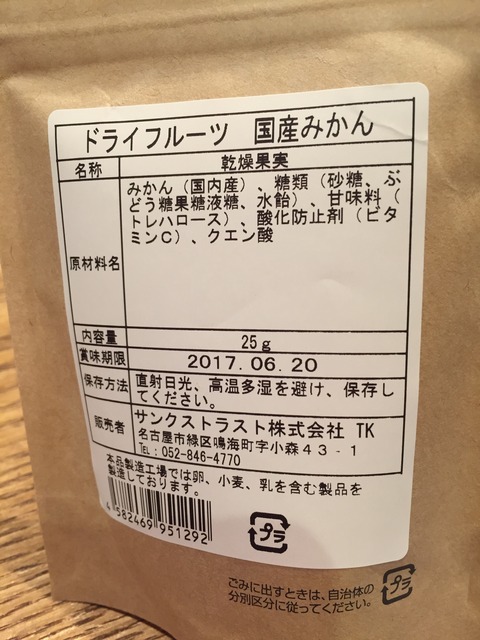 ドライフルーツ 国産みかん
名称 乾燥果実
原材料名 みかん(国内産)、糖類(砂糖、ぶ
どう糖果糖液糖、水飴)、甘味料(
トレハロース)、酸化防止剤(ビタ
ミンC)、クエン酸
内容量 25g
賞味期限 2017.06.20
保存方法 直射日光、高温多湿を避け、保存し
てください。
販売者 サンクストラスト株式会社 TK
名古屋市緑区鳴海町字小森43-1
TEL:052-846-4770
本品製造工場では卵、小麦、乳を含む製品を
製造しております。
4582469951292
プラ
ごみに出すときは、自治体の
分別区分に従ってください。
プラ